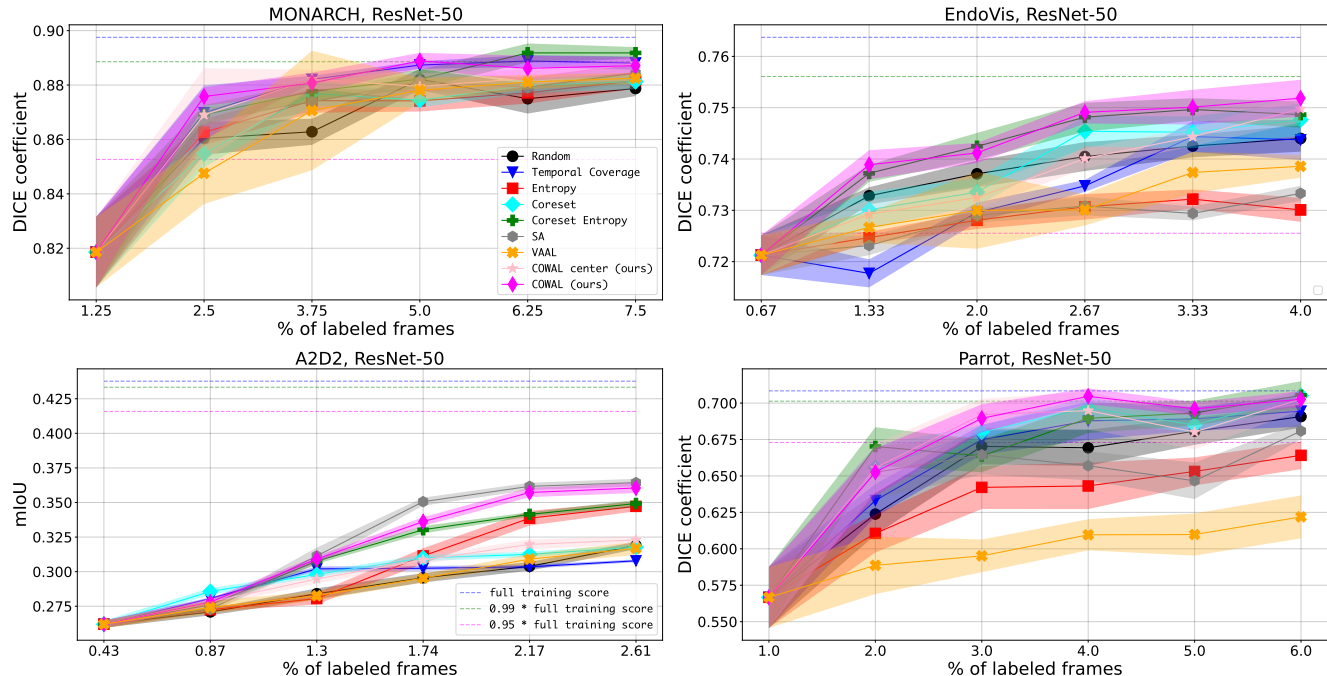 MONARCH, ResNet-50
0.90
0.88
0.86
0.84
0.82
DICE coefficient
1.25 2.5 3.75 5.0 6.25 7.5
% of labeled frames
Random
Temporal Coverage
Entropy
Coreset
Coreset Entropy
SA
VAAL
COWAL center (ours)
COWAL (ours)
EndoVis, ResNet-50
0.76
0.75
0.74
0.73
0.72
DICE coefficient
0.67 1.33 2.0 2.67 3.33 4.0
% of labeled frames
A2D2, ResNet-50
0.425
0.400
0.375
0.350
0.325
0.300
0.275
mIoU
0.43 0.87 1.3 1.74 2.17 2.61
% of labeled frames
full training score
0.99 * full training score
0.95 * full training score
Parrot, ResNet-50
0.700
0.675
0.650
0.625
0.600
0.575
0.550
DICE coefficient
1.0 2.0 3.0 4.0 5.0 6.0
% of labeled frames